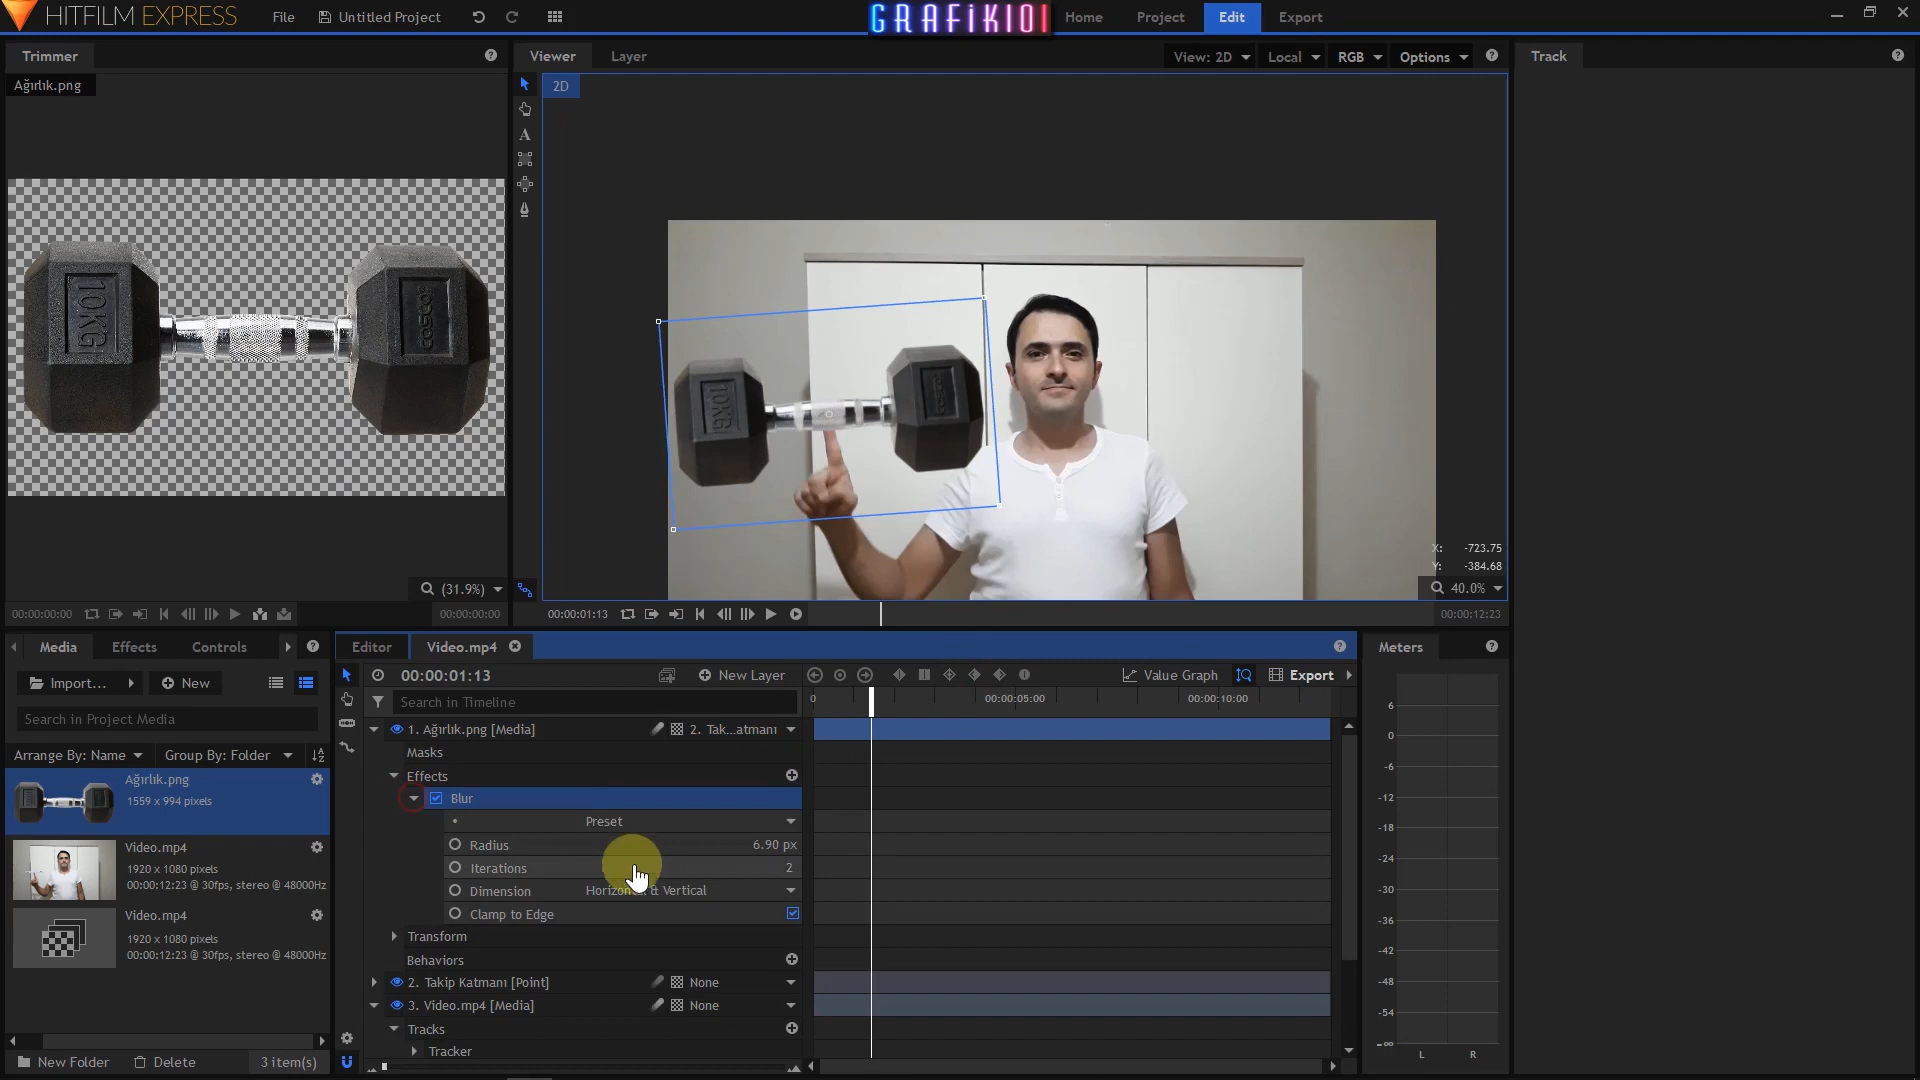 HITFILM EXPRESS
File
Untitled Project
GRAFiK101
Home
Project
Edit
Export
Trimmer
Ağırlık.png
10KG
(31.9%)
00:00:00:00
00:00:00:00
Viewer
Layer
View: 2D
Local
RGB
Options
2D
10KG
X: -723.75
Y: -384.68
40.0%
00:00:01:13
00:00:12:23
Track
Media
Effects
Controls
Import...
New
Search in Project Media
Arrange By: Name
Group By: Folder
Ağırlık.png
1559 x 994 pixels
Video.mp4
1920 x 1080 pixels
00:00:12:23 @ 30fps, stereo @ 48000Hz
Video.mp4
1920 x 1080 pixels
00:00:12:23 @ 30fps, stereo @ 48000Hz
New Folder
Delete
3 item(s)
Editor
Video.mp4
00:00:01:13
New Layer
Value Graph
Export
Search in Timeline
0
00:00:05:00
00:00:10:00
1. Ağırlık.png [Media]
2. Tak...atmanı
Masks
Effects
Blur
Preset
Radius
6.90 px
Iterations
2
Dimension
Horizontal & Vertical
Clamp to Edge
Transform
Behaviors
2. Takip Katmanı [Point]
None
3. Video.mp4 [Media]
None
Tracks
Tracker
Meters
6
0
-6
-12
-18
-24
-30
-36
-42
-48
-54
-∞
L
R